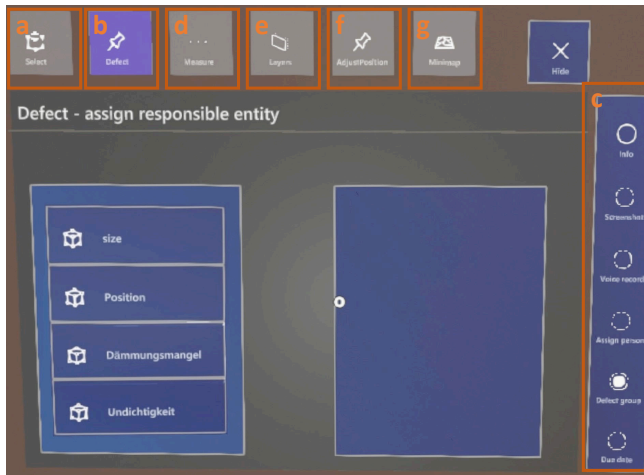 a
b
d
e
f
g
Select
Defect
Measure
Layers
AdjustPosition
Minimap
Hide
Defect - assign responsible entity
c
Info
Screenshot
Voice record
size
Position
Assign person
Dämmungsmangel
Defect group
Undichtigkeit
Due date